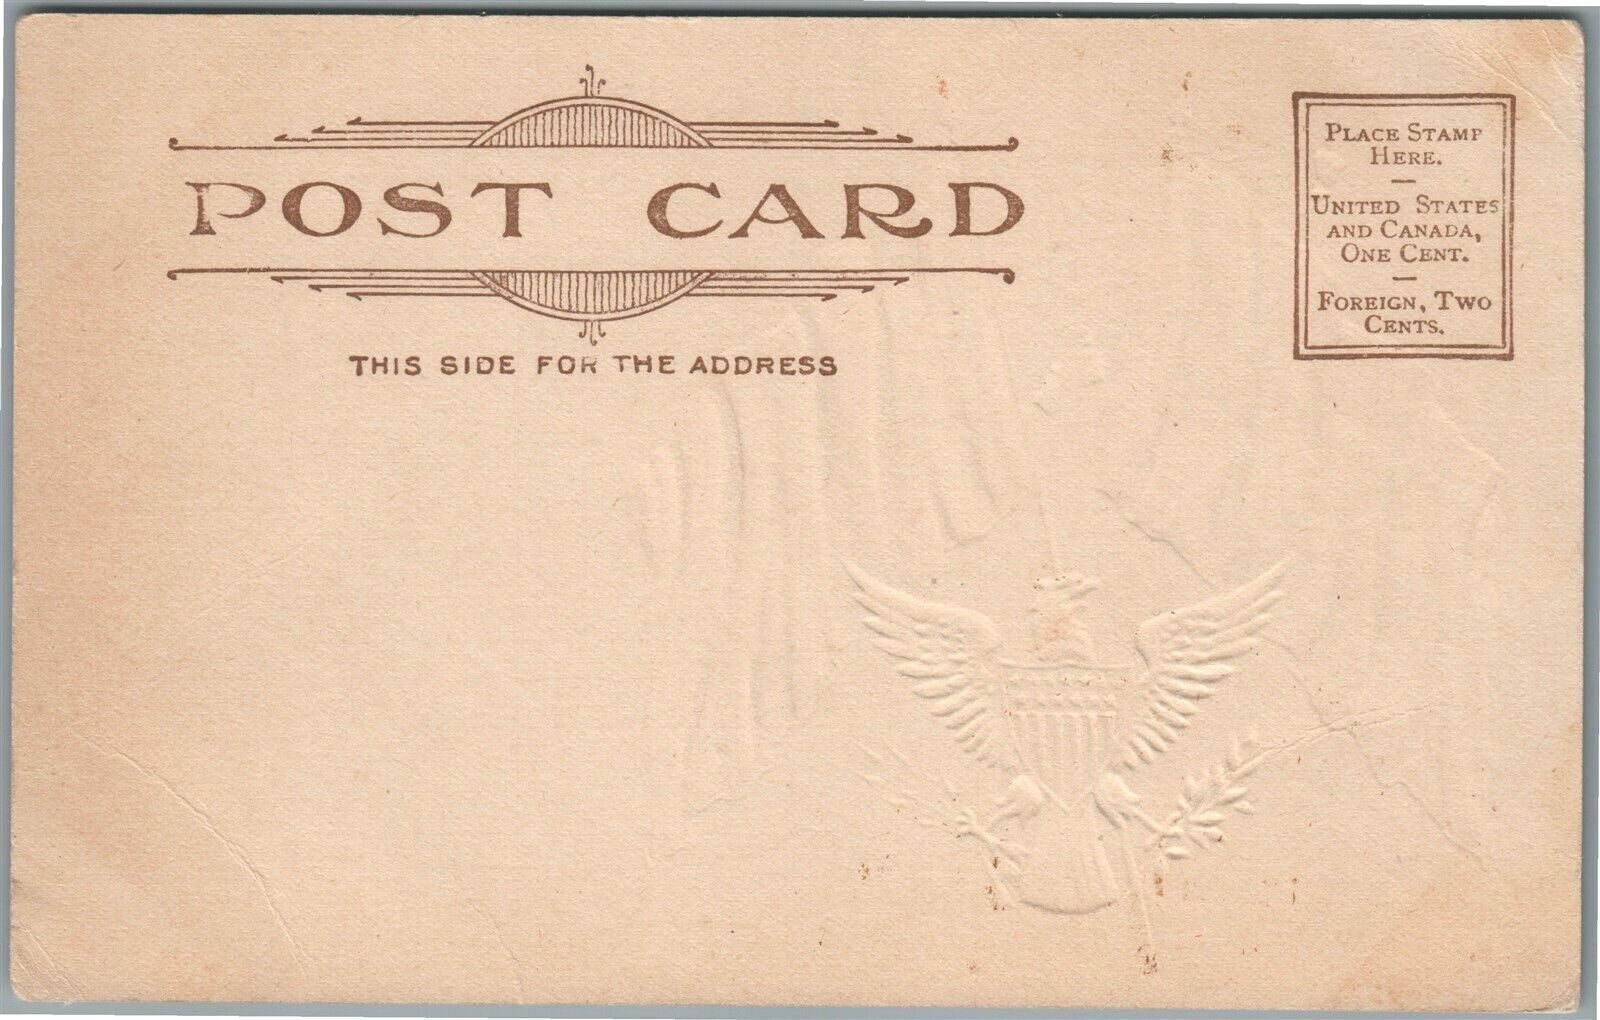 POST CARD
THIS SIDE FOR THE ADDRESS
PLACE STAMP
HERE.
UNITED STATES
AND CANADA,
ONE CENT.
FOREIGN, TWO
CENTS.